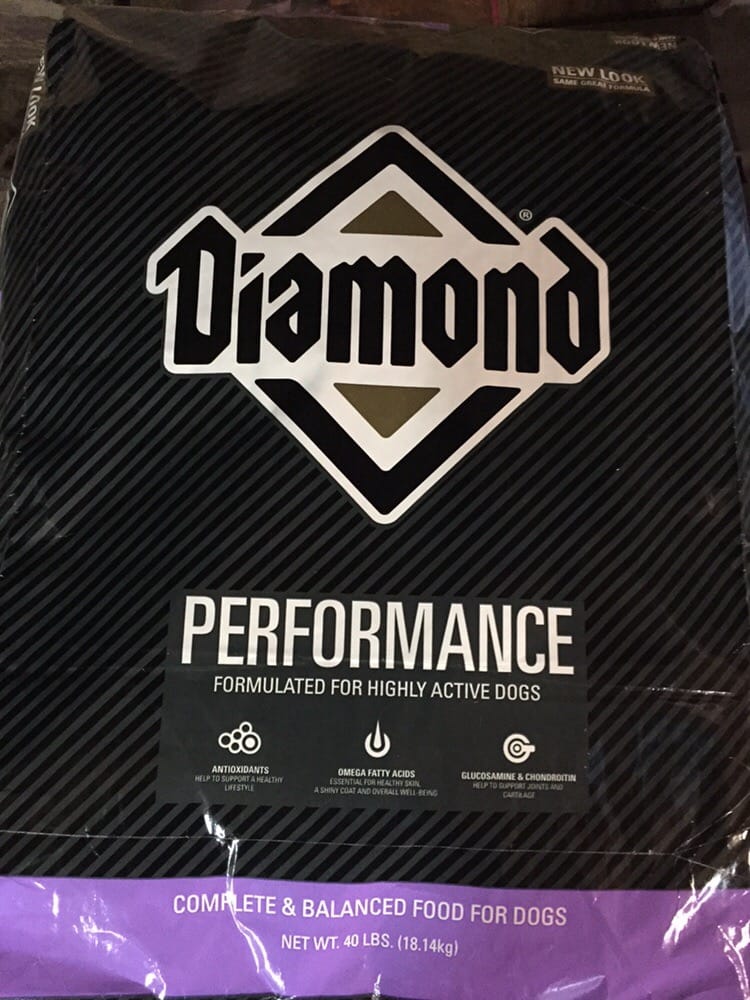 NEW LOOK
SAME GREAT FORMULA
NEW LOOK
Diamond®
PERFORMANCE
FORMULATED FOR HIGHLY ACTIVE DOGS
ANTIOXIDANTS
HELP TO SUPPORT A HEALTHY
LIFESTYLE
OMEGA FATTY ACIDS
ESSENTIAL FOR HEALTHY SKIN,
A SHINY COAT AND OVERALL WELL-BEING
GLUCOSAMINE & CHONDROITIN
HELP TO SUPPORT JOINTS AND
CARTILAGE
COMPLETE & BALANCED FOOD FOR DOGS
NET WT. 40 LBS. (18.14kg)